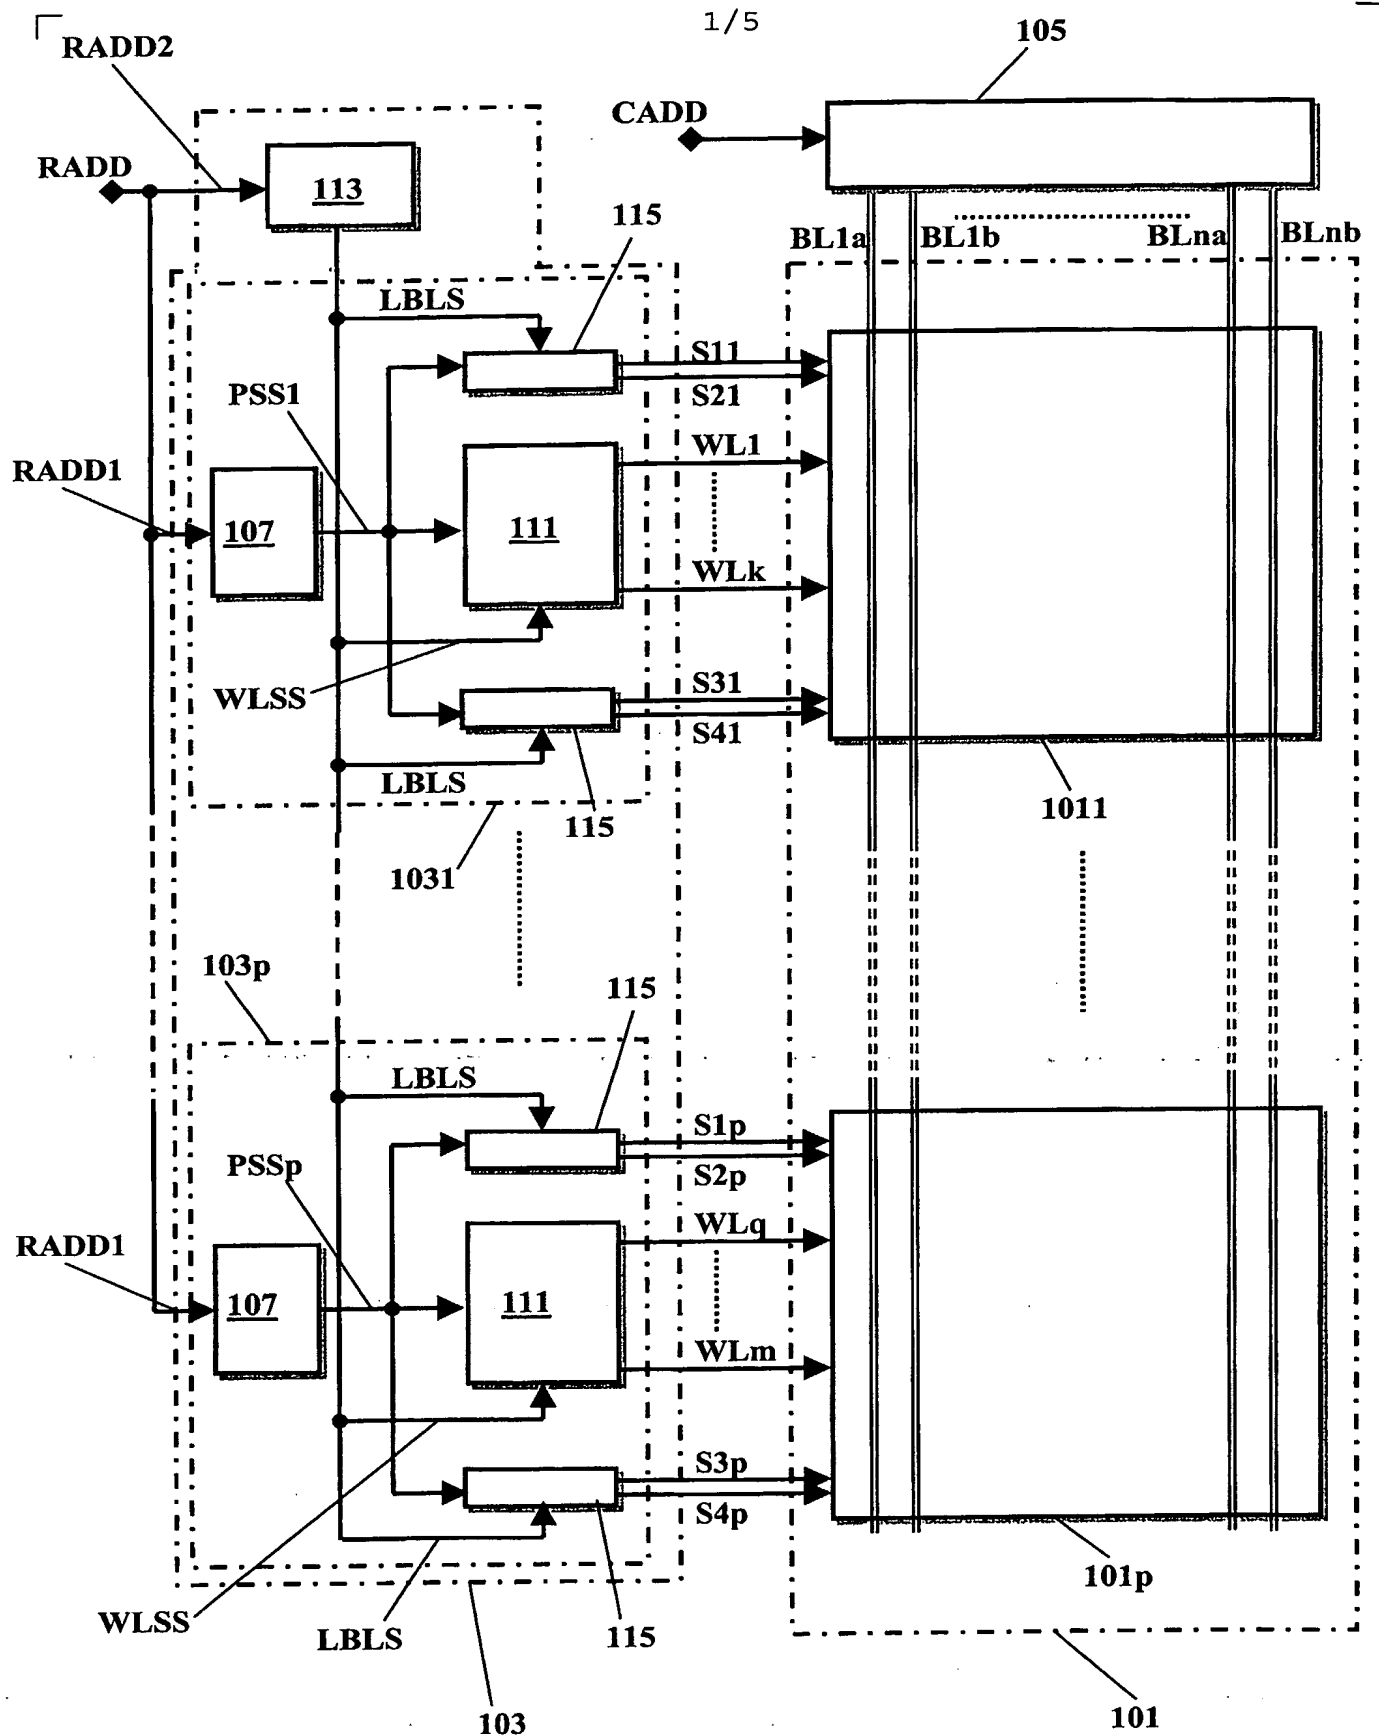 1/5
105
RADD2
CADD
RADD
113
115
BL1a
BL1b
BLna
BLnb
LBLS
S11
S21
PSS1
WL1
RADD1
107
111
WLk
WLSS
S31
S41
LBLS
1011
115
1031
103p
115
LBLS
S1p
S2p
PSSp
WLq
RADD1
107
111
WLm
S3p
S4p
101p
WLSS
LBLS
115
103
101